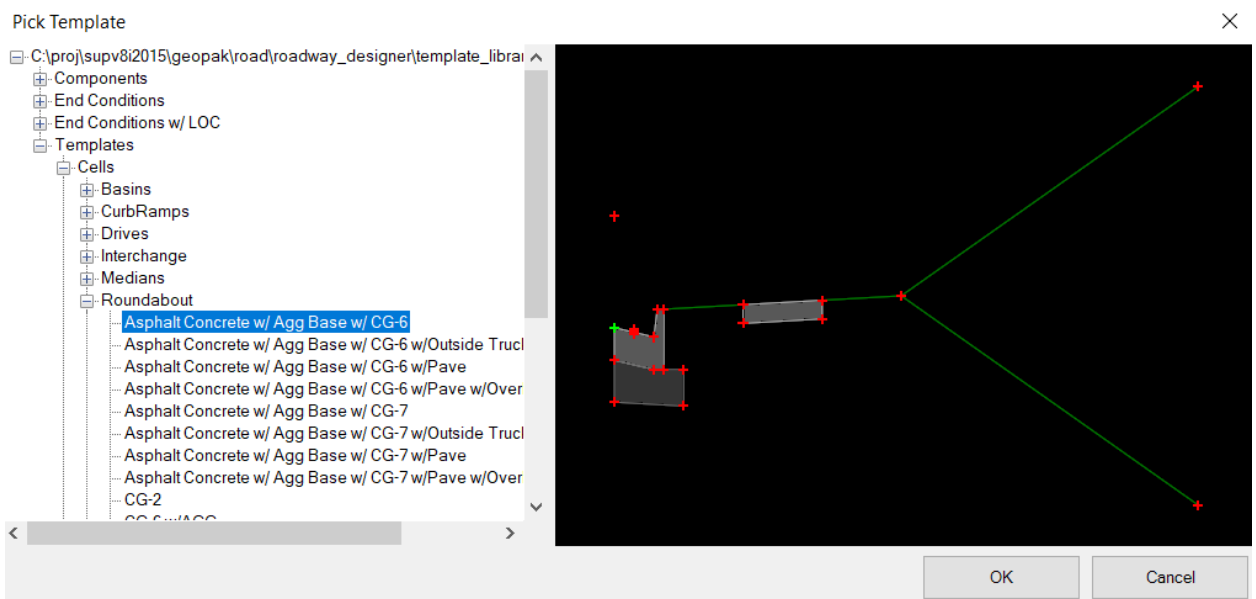 Pick Template
C:\proj\supv8i2015\geopak\road\roadway_designer\template_librar
Components
End Conditions
End Conditions w/ LOC
Templates
Cells
Basins
CurbRamps
Drives
Interchange
Medians
Roundabout
Asphalt Concrete w/ Agg Base w/ CG-6
Asphalt Concrete w/ Agg Base w/ CG-6 w/Outside Truck
Asphalt Concrete w/ Agg Base w/ CG-6 w/Pave
Asphalt Concrete w/ Agg Base w/ CG-6 w/Pave w/Over
Asphalt Concrete w/ Agg Base w/ CG-7
Asphalt Concrete w/ Agg Base w/ CG-7 w/Outside Truck
Asphalt Concrete w/ Agg Base w/ CG-7 w/Pave
Asphalt Concrete w/ Agg Base w/ CG-7 w/Pave w/Over
CG-2
CG-6 w/AGG
OK
Cancel